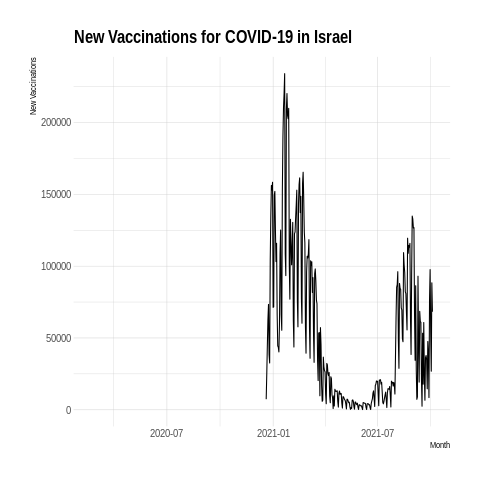 New Vaccinations for COVID-19 in Israel
New Vaccinations
200000
150000
100000
50000
0
2020-07 2021-01 2021-07
Month